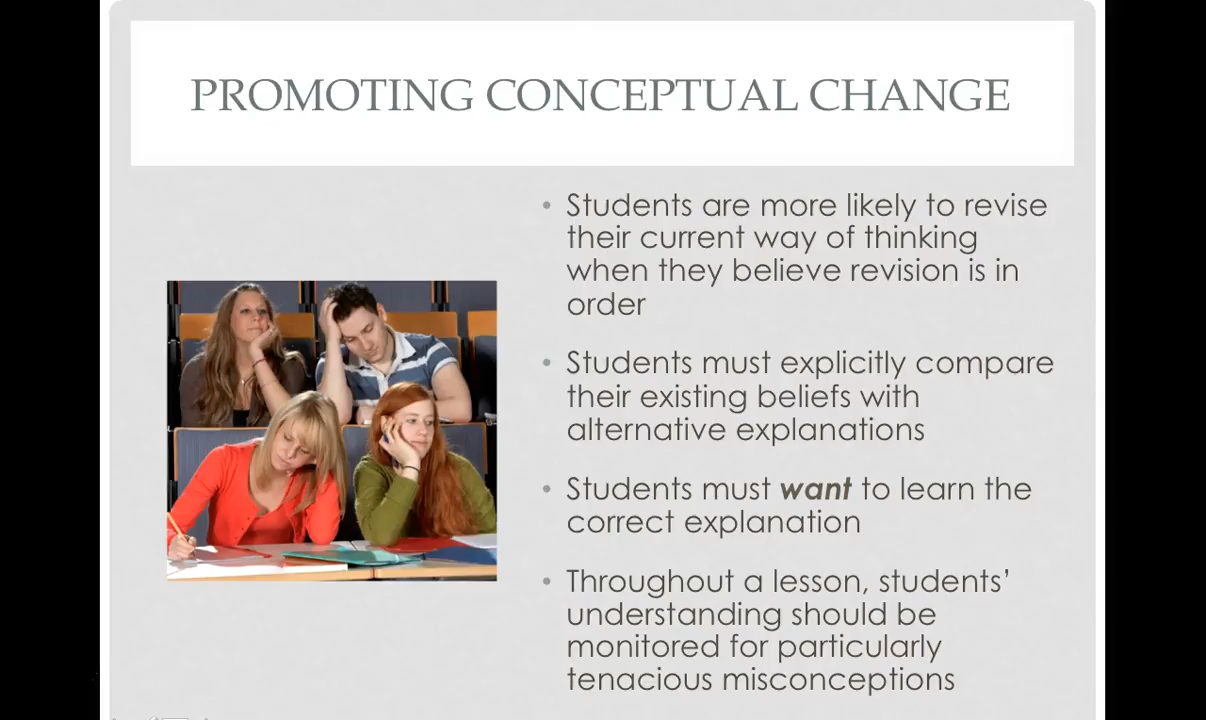 PROMOTING CONCEPTUAL CHANGE
• Students are more likely to revise
their current way of thinking
when they believe revision is in
order
• Students must explicitly compare
their existing beliefs with
alternative explanations
• Students must want to learn the
correct explanation
• Throughout a lesson, students’
understanding should be
monitored for particularly
tenacious misconceptions